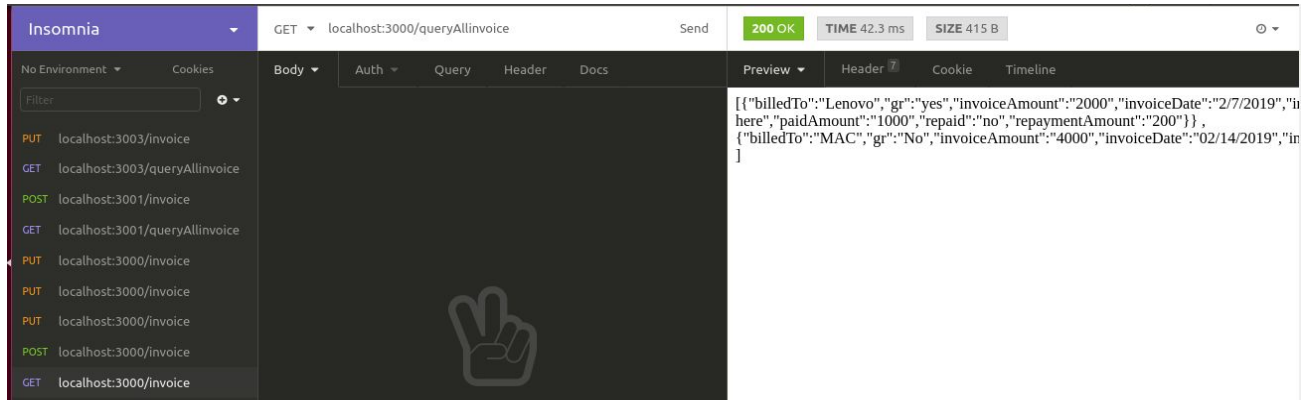 Insomnia
GET localhost:3000/queryAllinvoice Send
200 OK TIME 42.3 ms SIZE 415 B
No Environment Cookies
Body Auth Query Header Docs
Preview Header 7 Cookie Timeline
Filter
[{"billedTo":"Lenovo","gr":"yes","invoiceAmount":"2000","invoiceDate":"2/7/2019",
here","paidAmount":"1000","repaid":"no","repaymentAmount":"200"}} ,
{"billedTo":"MAC","gr":"No","invoiceAmount":"4000","invoiceDate":"02/14/2019","in
]
PUT localhost:3003/invoice
GET localhost:3003/queryAllinvoice
POST localhost:3001/invoice
GET localhost:3001/queryAllinvoice
PUT localhost:3000/invoice
PUT localhost:3000/invoice
PUT localhost:3000/invoice
POST localhost:3000/invoice
GET localhost:3000/invoice